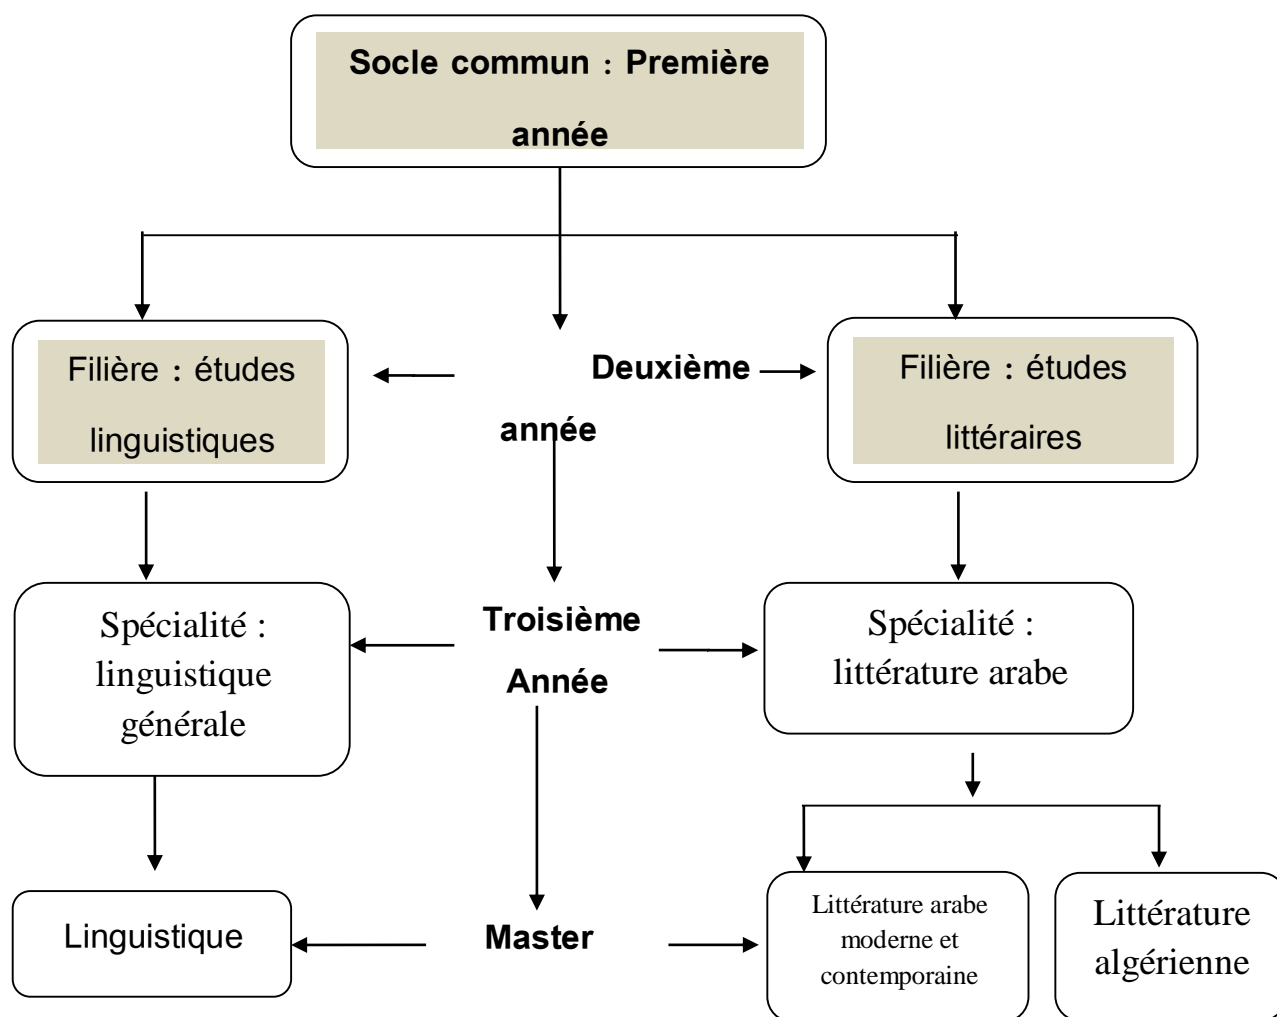 Socle commun : Première
année
Filière : études
linguistiques
Deuxième
année
Filière : études
littéraires
Spécialité :
linguistique
générale
Troisième
Année
Spécialité :
littérature arabe
Linguistique
Master
Littérature arabe
moderne et
contemporaine
Littérature
algérienne